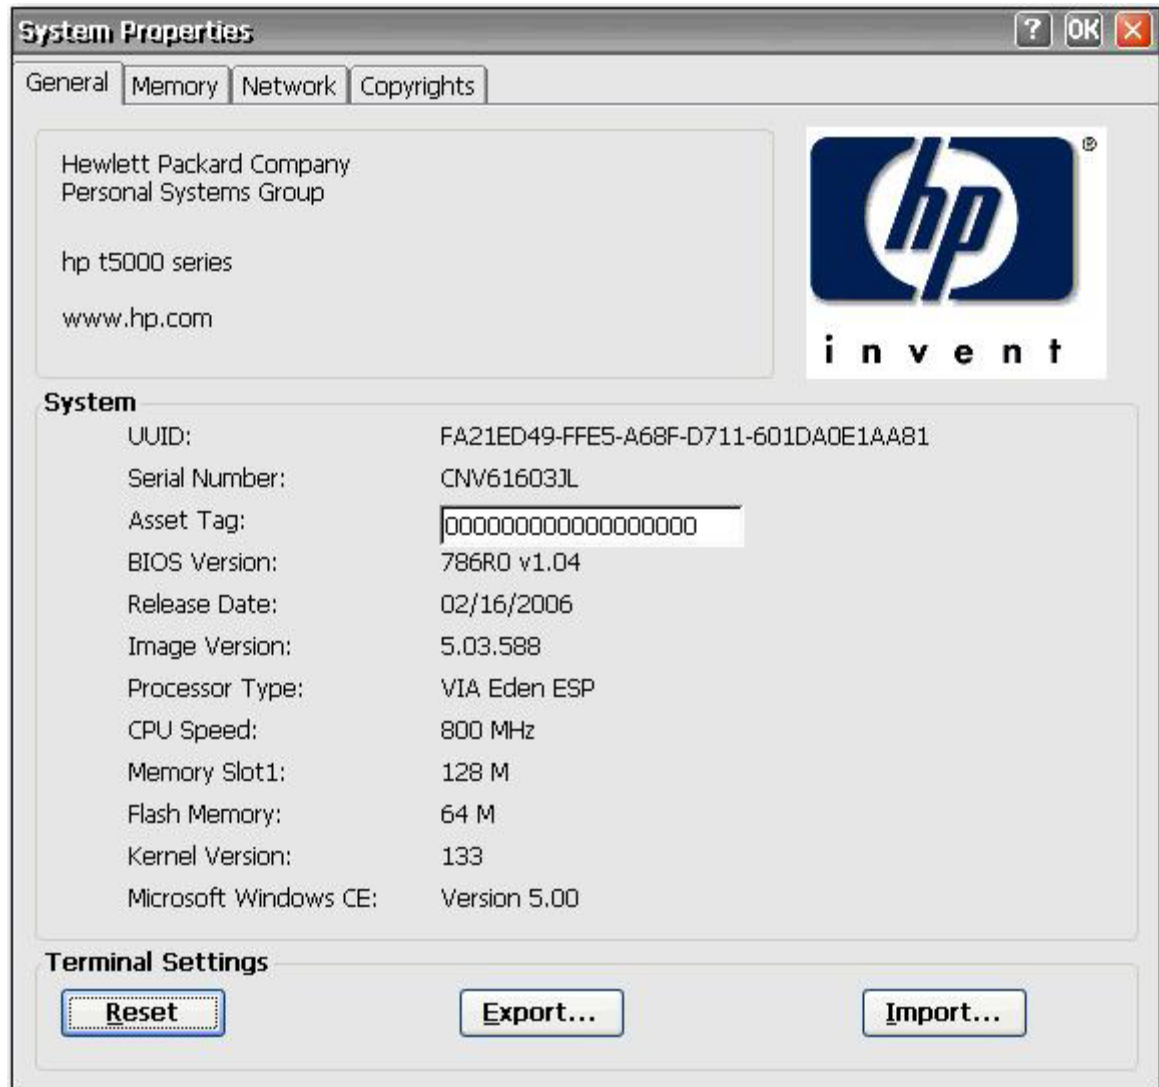 System Properties
? OK
General Memory Network Copyrights
Hewlett Packard Company
Personal Systems Group
hp t5000 series
www.hp.com
hp ®
invent
System
UUID: FA21ED49-FFE5-A68F-D711-601DA0E1AA81
Serial Number: CNV61603JL
Asset Tag: 000000000000000000
BIOS Version: 786R0 v1.04
Release Date: 02/16/2006
Image Version: 5.03.588
Processor Type: VIA Eden ESP
CPU Speed: 800 MHz
Memory Slot1: 128 M
Flash Memory: 64 M
Kernel Version: 133
Microsoft Windows CE: Version 5.00
Terminal Settings
Reset Export... Import...